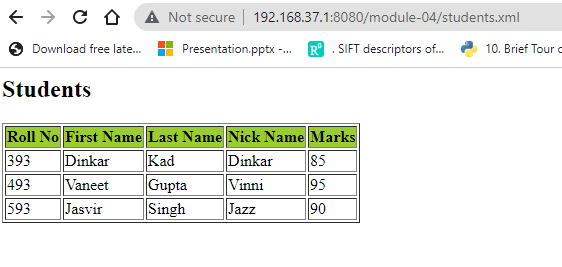 Not secure | 192.168.37.1:8080/module-04/students.xml
Download free late... Presentation.pptx -... R⁶ . SIFT descriptors of... 10. Brief Tour o
Students
Roll No First Name Last Name Nick Name Marks
393 Dinkar Kad Dinkar 85
493 Vaneet Gupta Vinni 95
593 Jasvir Singh Jazz 90